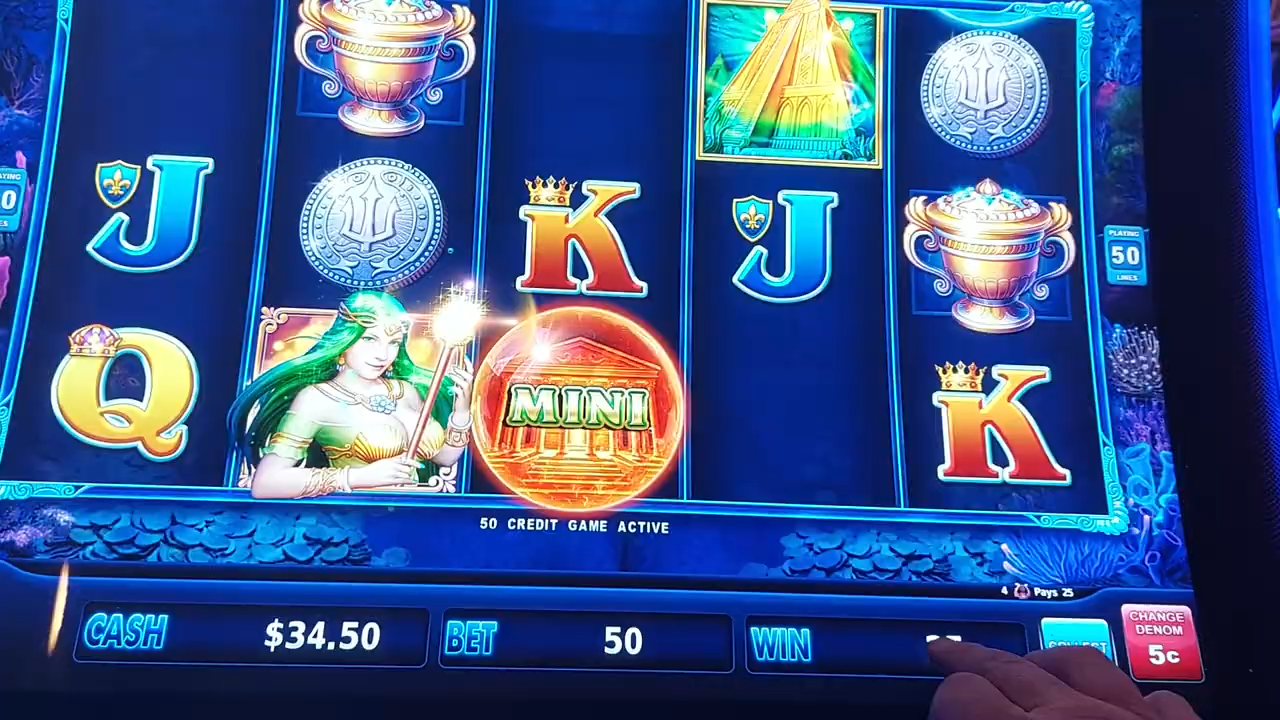 J
K
J
PLAYING
50
LINES
Q
MINI
K
50 CREDIT GAME ACTIVE
4 Pays 25
CASH $34.50
BET 50
WIN
CHANGE
DENOM
5c